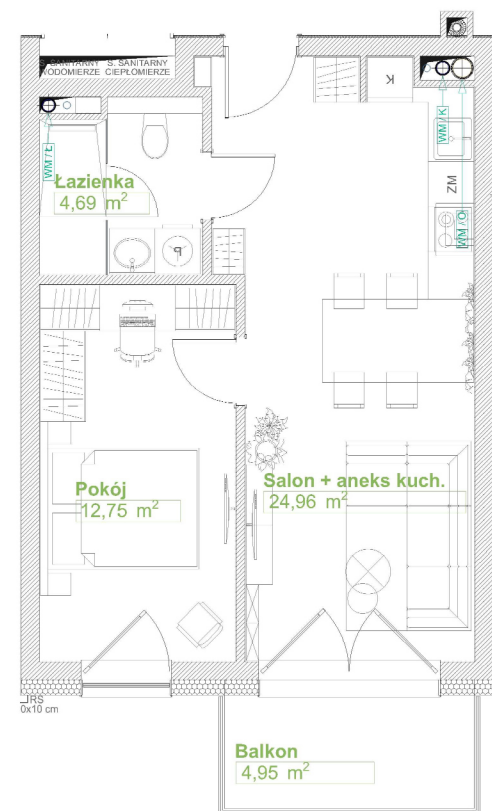 S. SANITARNY S. SANITARNY
WODOMIERZE CIEPŁOMIERZE
K
WM / K
WM / Ł
ZM
Łazienka
4,69 m²
WM / O
P
Salon + aneks kuch.
24,96 m²
Pokój
12,75 m²
RS
0x10 cm
Balkon
4,95 m²